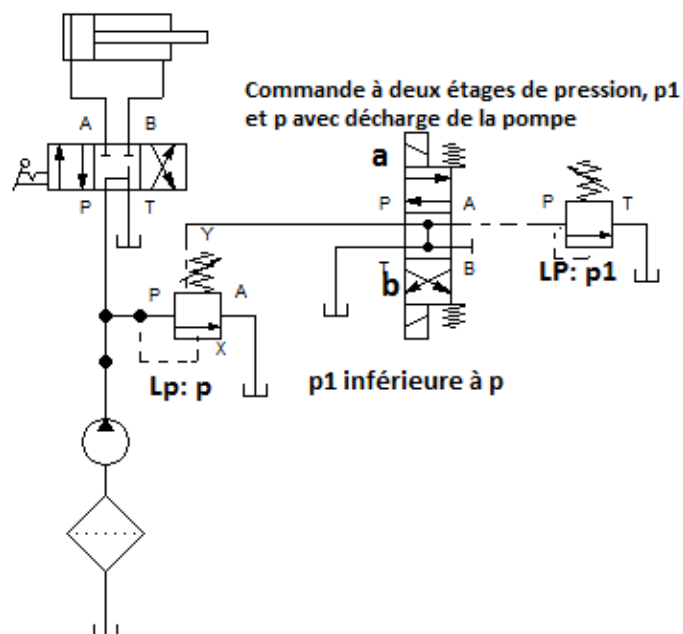 Commande à deux étages de pression, p1
et p avec décharge de la pompe
A B
P T
a
P A
T B
b
Y
P A
X
Lp: p
P T
LP: p1
p1 inférieure à p